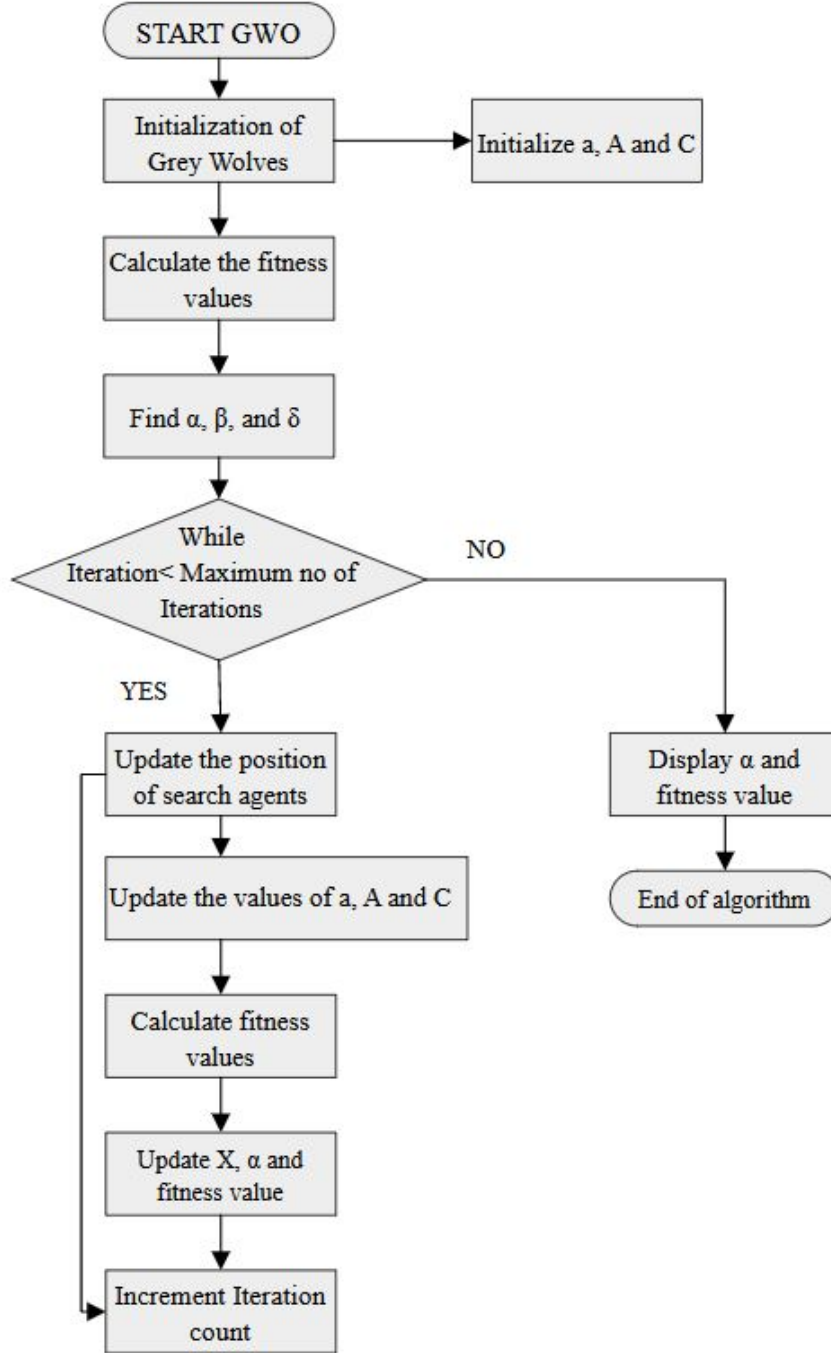 START GWO
Initialization of
Grey Wolves
Initialize a, A and C
Calculate the fitness
values
Find α, β, and δ
While
Iteration< Maximum no of
Iterations
NO
YES
Update the position
of search agents
Display α and
fitness value
Update the values of a, A and C
End of algorithm
Calculate fitness
values
Update X, α and
fitness value
Increment Iteration
count